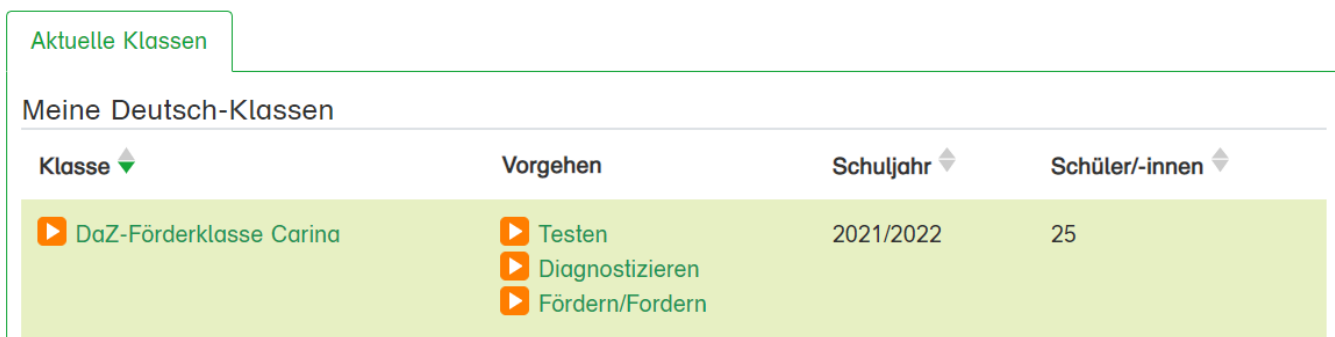 Aktuelle Klassen
Meine Deutsch-Klassen
Klasse Vorgehen Schuljahr Schüler/-innen
DaZ-Förderklasse Carina Testen 2021/2022 25
Diagnostizieren
Fördern/Fordern